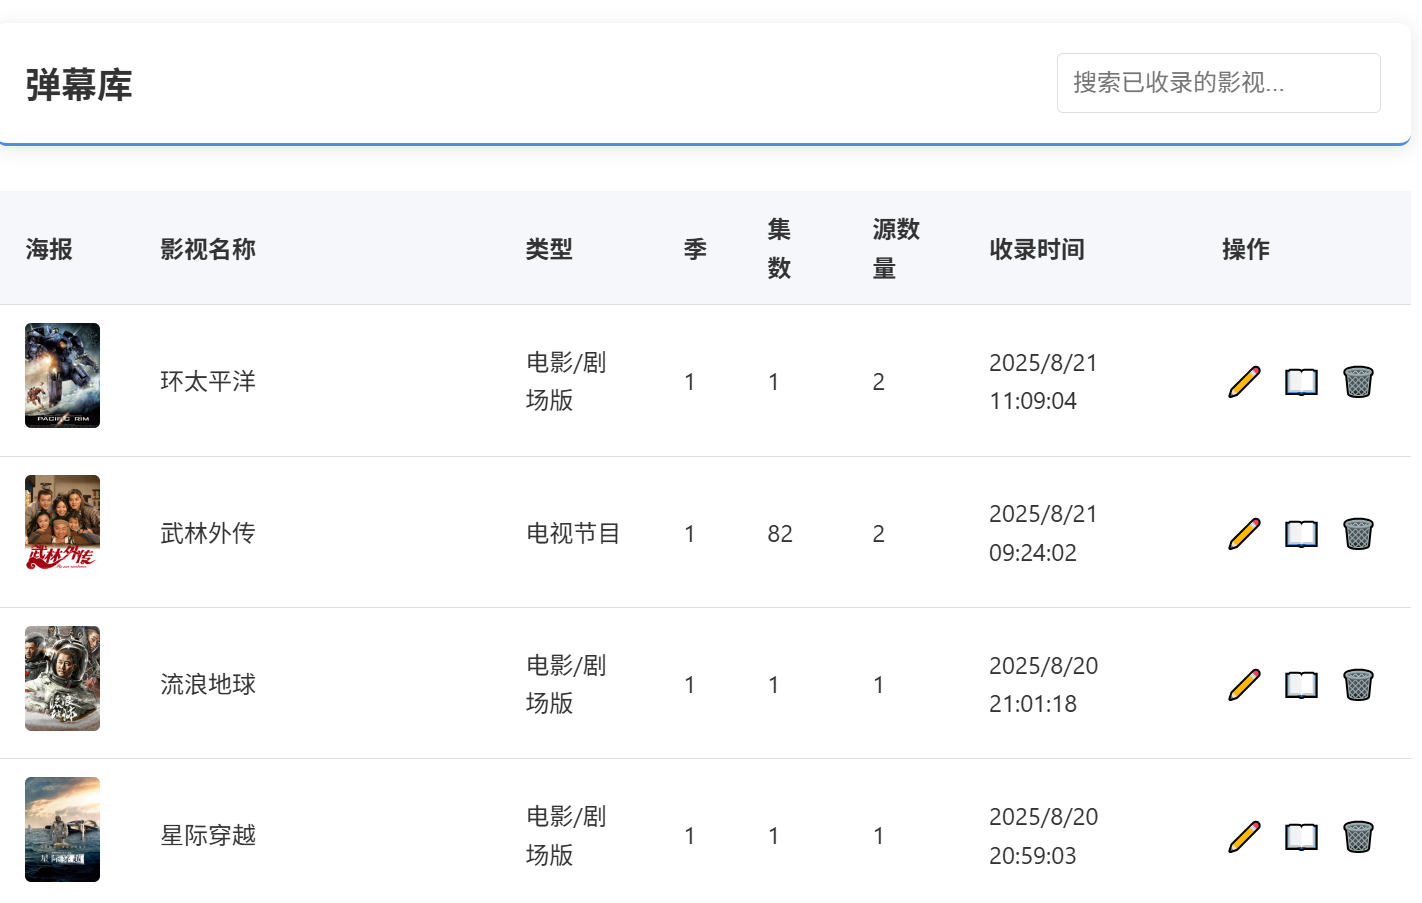 弹幕库
搜索已收录的影视...
海报 影视名称 类型 季 集数 源数量 收录时间 操作
PACIFIC RIM
环太平洋 电影/剧场版 1 1 2 2025/8/21 11:09:04
武林外传
武林外传 电视节目 1 82 2 2025/8/21 09:24:02
流浪地球 电影/剧场版 1 1 1 2025/8/20 21:01:18
星际穿越
星际穿越 电影/剧场版 1 1 1 2025/8/20 20:59:03